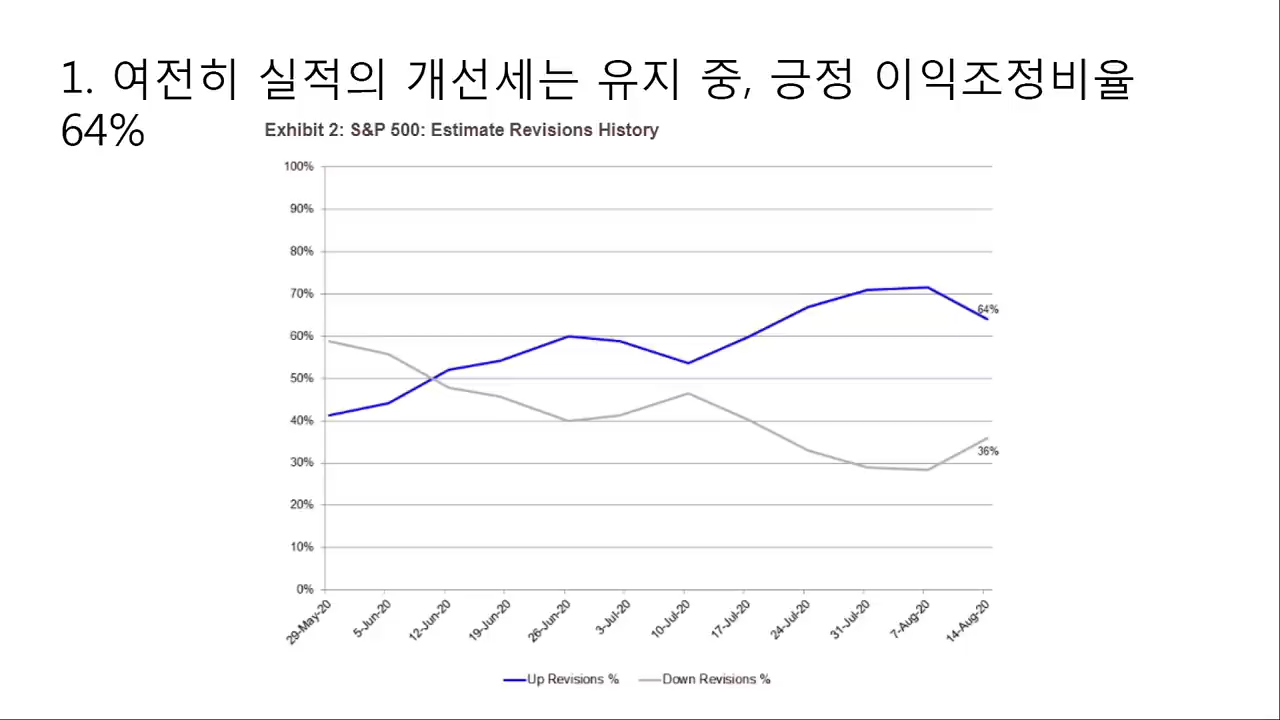 1. 여전히 실적의 개선세는 유지 중, 긍정 이익조정비율
64%
Exhibit 2: S&P 500: Estimate Revisions History
100%
90%
80%
70%
60%
50%
40%
30%
20%
10%
0%
64%
36%
29-May-20
5-Jun-20
12-Jun-20
19-Jun-20
26-Jun-20
3-Jul-20
10-Jul-20
17-Jul-20
24-Jul-20
31-Jul-20
7-Aug-20
14-Aug-20
Up Revisions %
Down Revisions %